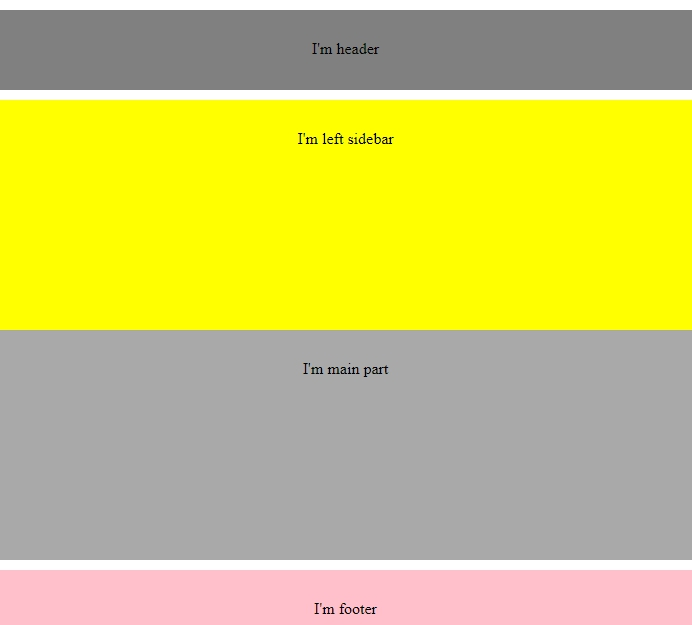 I'm header
I'm left sidebar
I'm main part
I'm footer